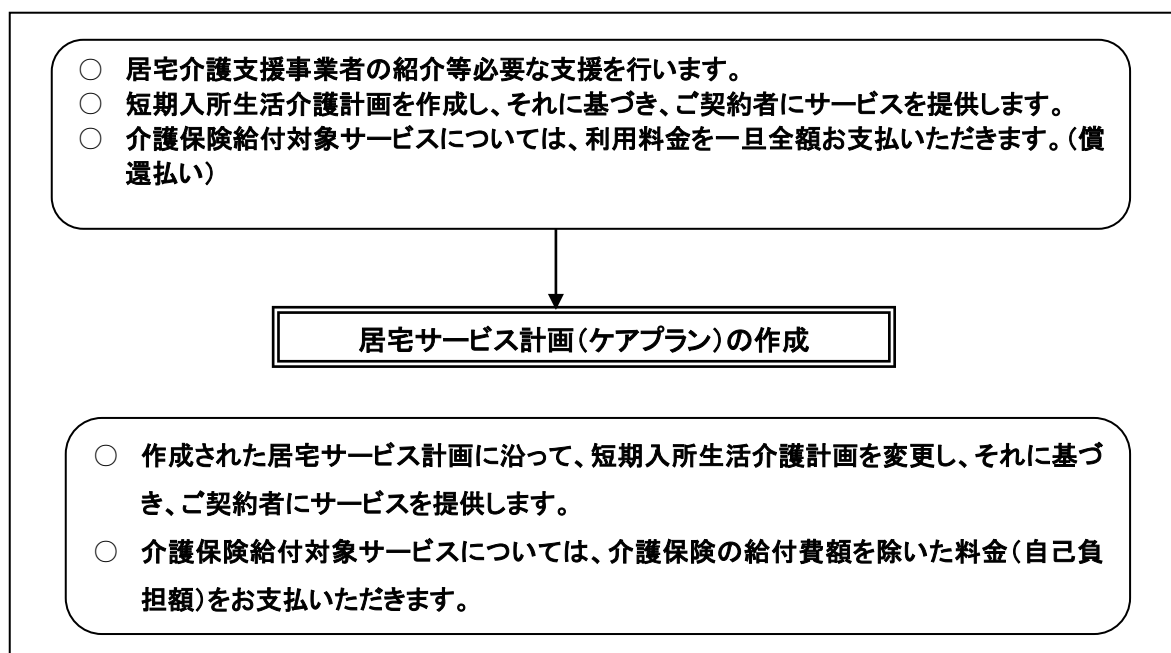 ○ 居宅介護支援事業者の紹介等必要な支援を行います。
○ 短期入所生活介護計画を作成し、それに基づき、ご契約者にサービスを提供します。
○ 介護保険給付対象サービスについては、利用料金を一旦全額お支払いただきます。（償
還払い）
居宅サービス計画（ケアプラン）の作成
○ 作成された居宅サービス計画に沿って、短期入所生活介護計画を変更し、それに基づ
き、ご契約者にサービスを提供します。
○ 介護保険給付対象サービスについては、介護保険の給付費額を除いた料金（自己負
担額）をお支払いただきます。